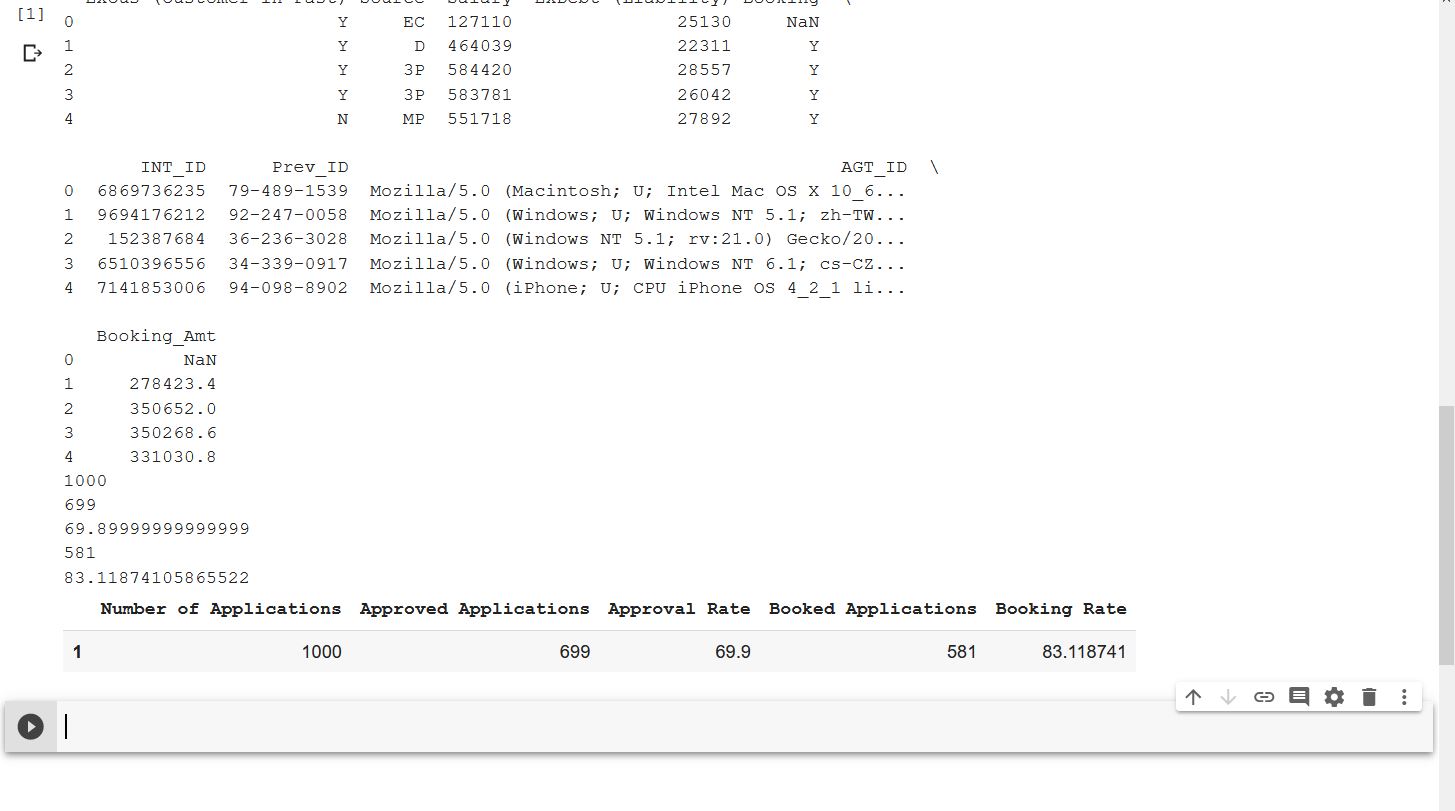 [1]
0 Y EC 127110 25130 NaN
1 Y D 464039 22311 Y
2 Y 3P 584420 28557 Y
3 Y 3P 583781 26042 Y
4 N MP 551718 27892 Y
INT_ID Prev_ID AGT_ID \
0 6869736235 79-489-1539 Mozilla/5.0 (Macintosh; U; Intel Mac OS X 10_6...
1 9694176212 92-247-0058 Mozilla/5.0 (Windows; U; Windows NT 5.1; zh-TW...
2 152387684 36-236-3028 Mozilla/5.0 (Windows NT 5.1; rv:21.0) Gecko/20...
3 6510396556 34-339-0917 Mozilla/5.0 (Windows; U; Windows NT 6.1; cs-CZ...
4 7141853006 94-098-8902 Mozilla/5.0 (iPhone; U; CPU iPhone OS 4_2_1 li...
Booking_Amt
0 NaN
1 278423.4
2 350652.0
3 350268.6
4 331030.8
1000
699
69.89999999999999
581
83.11874105865522
Number of Applications Approved Applications Approval Rate Booked Applications Booking Rate
1 1000 699 69.9 581 83.118741